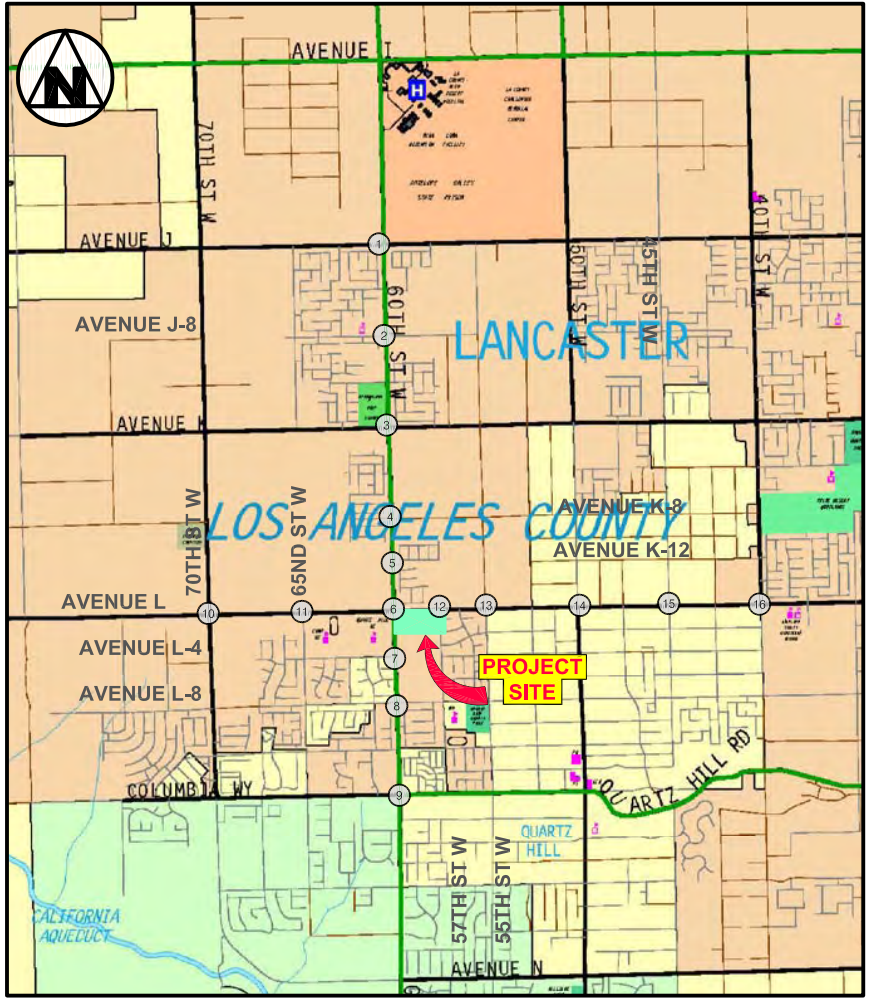 N
AVENUE I
H
70TH ST W
AVENUE J
1
60TH ST W
50TH ST W
45TH ST W
40TH ST W
AVENUE J-8
2
LANCASTER
AVENUE K
3
70TH ST W
65ND ST W
LOS ANGELES COUNTY
4
AVENUE K-8
5
AVENUE K-12
AVENUE L
10
11
6
12
13
14
15
16
AVENUE L-4
7
PROJECT
SITE
AVENUE L-8
8
COLUMBIA WY
9
QUARTZ HILL RD
QUARTZ
HILL
57TH ST W
55TH ST W
CALIFORNIA
AQUEDUCT
AVENUE N